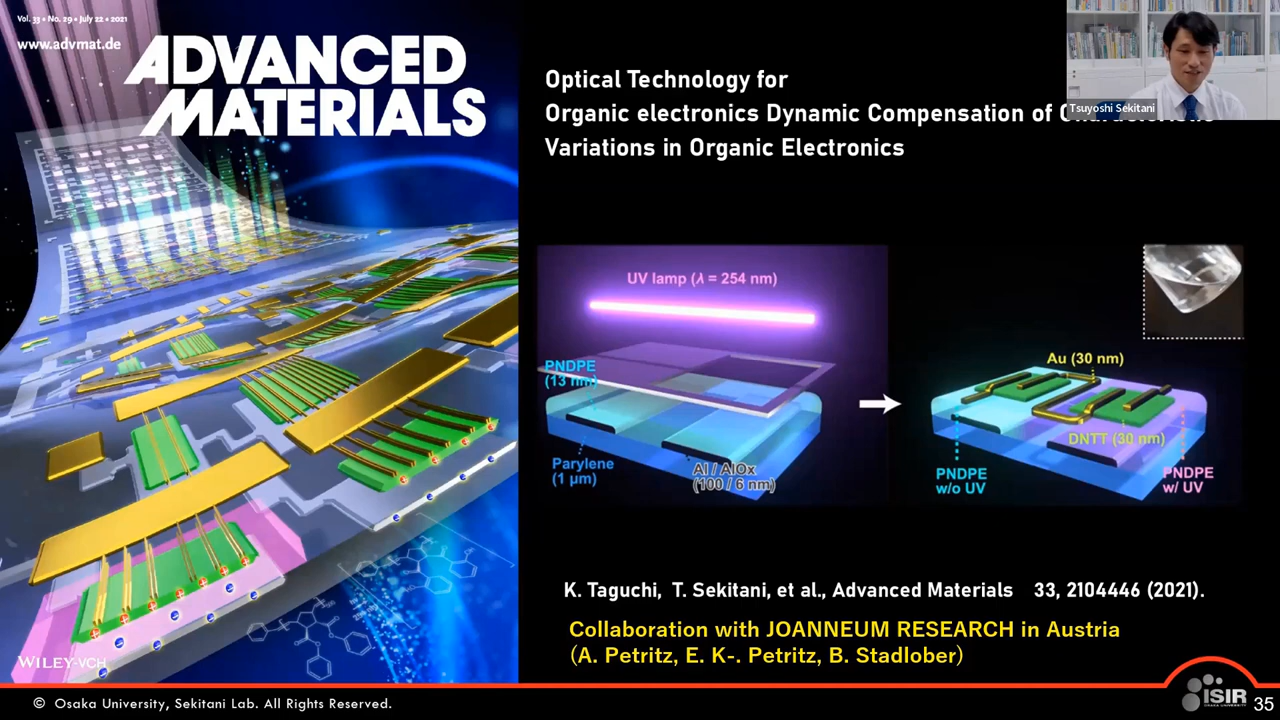 Vol. 33 • No. 29 • July 22 • 2021
www.advmat.de
ADVANCED
MATERIALS
WILEY-VCH
Optical Technology for
Organic electronics Dynamic Compensation of
Variations in Organic Electronics
Tsuyoshi Sekitani
UV lamp (λ = 254 nm)
PNDPE
(13 nm)
Parylene
(1 μm)
Al / AlOx
(100 / 6 nm)
Au (30 nm)
DNTT (30 nm)
PNDPE
w/o UV
PNDPE
w/ UV
K. Taguchi, T. Sekitani, et al., Advanced Materials 33, 2104446 (2021).
Collaboration with JOANNEUM RESEARCH in Austria
(A. Petritz, E. K-. Petritz, B. Stadlober)
© Osaka University, Sekitani Lab. All Rights Reserved.
ISIR
OSAKA UNIVERSITY
35